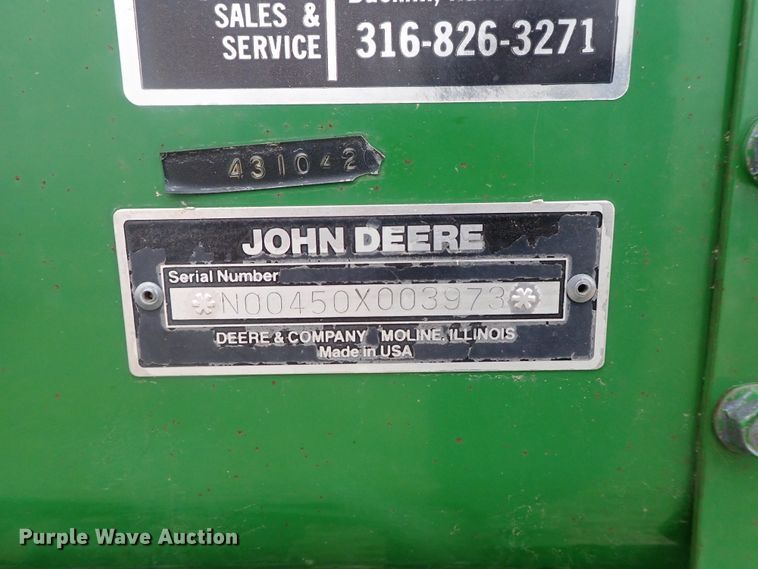 SALES &
SERVICE
316-826-3271
431042
JOHN DEERE
Serial Number
N00450X003973
DEERE & COMPANY MOLINE, ILLINOIS
Made in USA
Purple Wave Auction